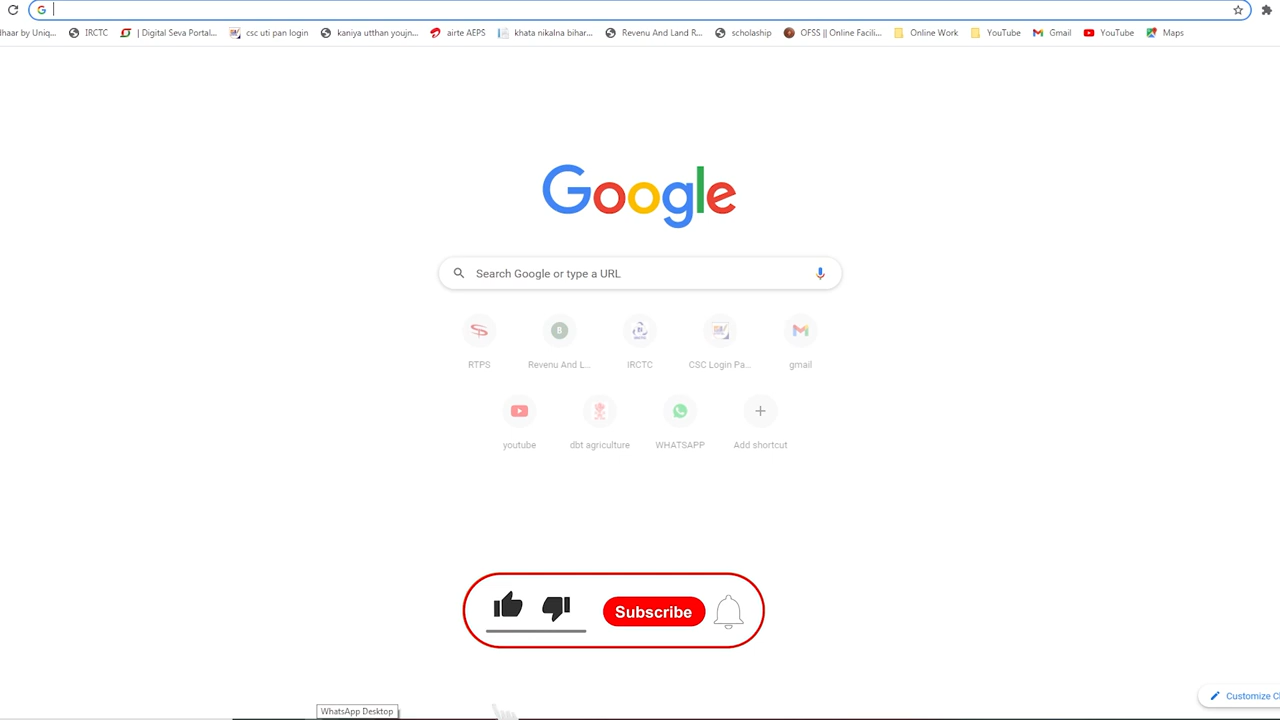 dhaar by Uniq... IRCTC | Digital Seva Portal... csc uti pan login kaniya utthan youjn... airte AEPS khata nikalna bihar... Revenu And Land R... scholaship OFSS || Online Facili... Online Work YouTube Gmail YouTube Maps
Google
Search Google or type a URL
RTPS Revenu And L... IRCTC CSC Login Pa... gmail
youtube dbt agriculture WHATSAPP Add shortcut
Subscribe
Customize C
WhatsApp Desktop